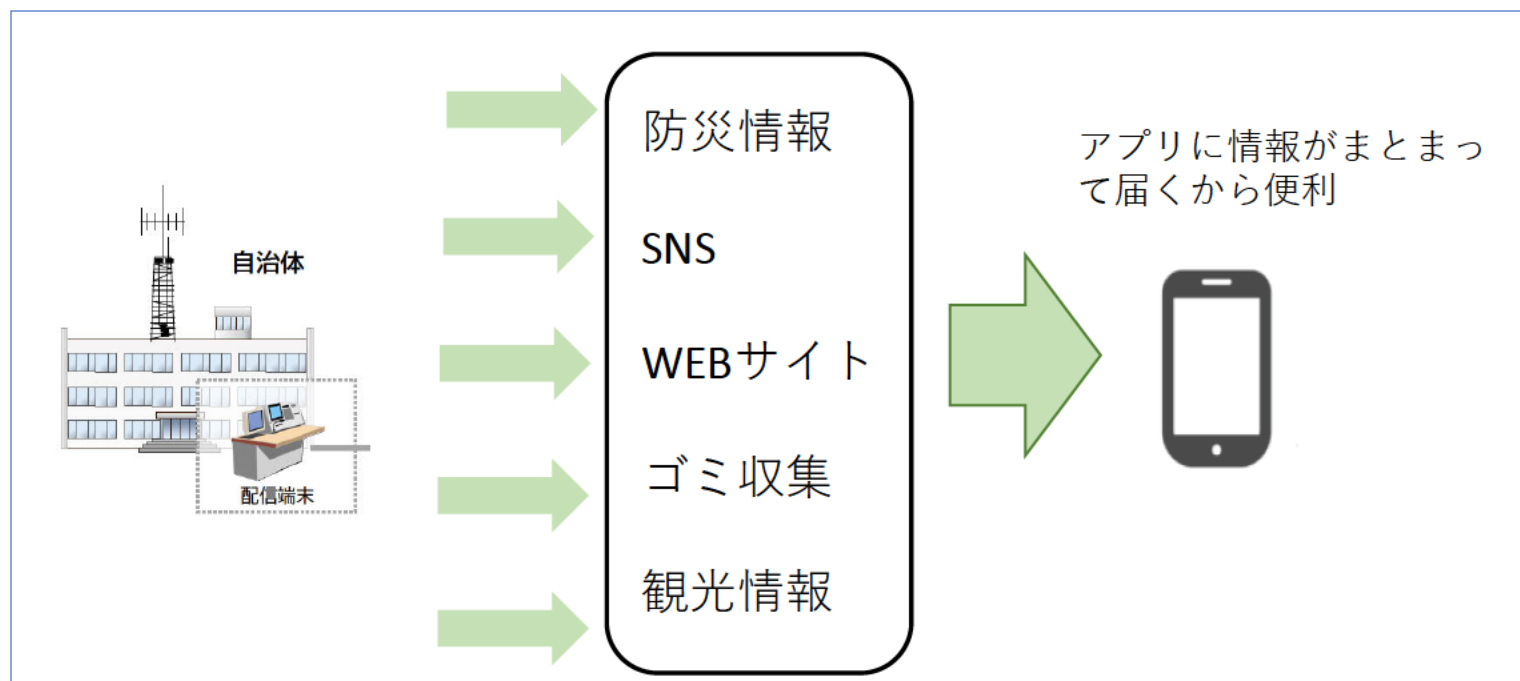 自治体
配信端末
防災情報
SNS
WEBサイト
ゴミ収集
観光情報
アプリに情報がまとまっ
て届くから便利